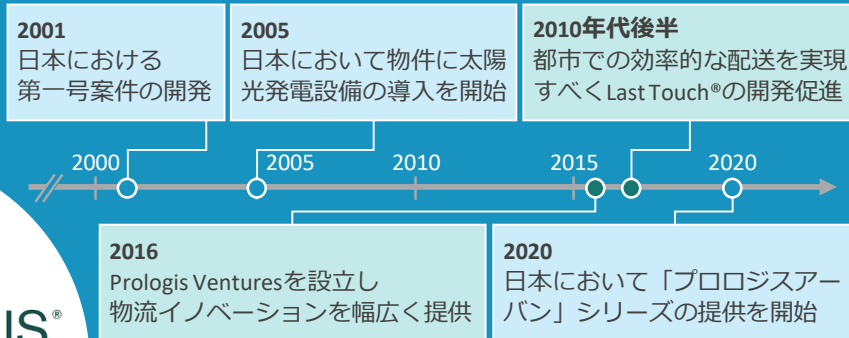 2001
日本における
第一号案件の開発
2005
日本において物件に太陽
光発電設備の導入を開始
2010年代後半
都市での効率的な配送を実現
すべくLast Touch®の開発促進
2000
2005
2010
2015
2020
2016
Prologis Venturesを設立し
物流イノベーションを幅広く提供
2020
日本において「プロロジスアー
バン」シリーズの提供を開始
IS®